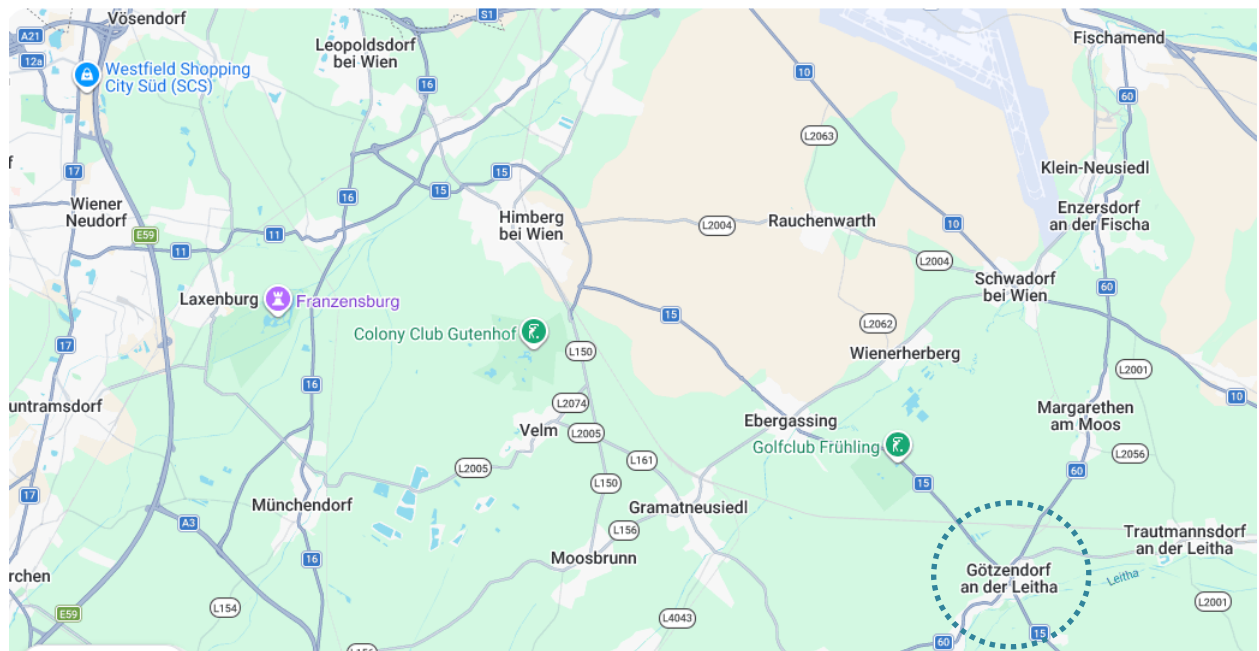 Vösendorf
S1
A21
12a
Westfield Shopping
City Süd (SCS)
Leopoldsdorf
bei Wien
16
10
Fischamend
60
L2063
17
15
15
16
Klein-Neusiedl
Wiener
Neudorf
E59
11
11
Himberg
bei Wien
L2004
Rauchenwarth
10
Enzersdorf
an der Fischa
L2004
Schwadorf
bei Wien
60
Laxenburg
Franzensburg
15
L2062
Colony Club Gutenhof
L150
Wienerherberg
17
16
L2001
10
untramsdorf
L2074
Velm
L2005
Ebergassing
Margarethen
am Moos
Golfclub Frühling
L2056
L161
L2005
60
17
L150
15
Münchendorf
Gramatneusiedl
A3
L156
Trautmannsdorf
an der Leitha
16
Moosbrunn
Götzendorf
an der Leitha
Leitha
rchen
E59
L154
L4043
L2001
15
60